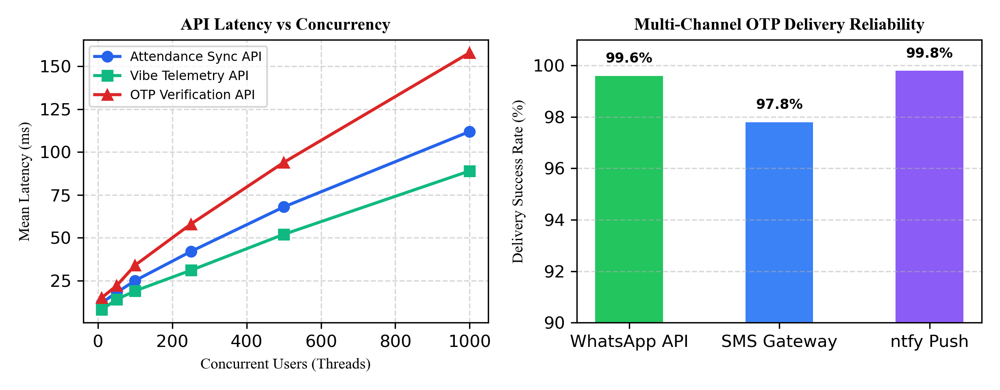 API Latency vs Concurrency
Attendance Sync API
Vibe Telemetry API
OTP Verification API
Mean Latency (ms)
150
125
100
75
50
25
0 200 400 600 800 1000
Concurrent Users (Threads)
Multi-Channel OTP Delivery Reliability
Delivery Success Rate (%)
100
98
96
94
92
90
99.6%
97.8%
99.8%
WhatsApp API SMS Gateway ntfy Push